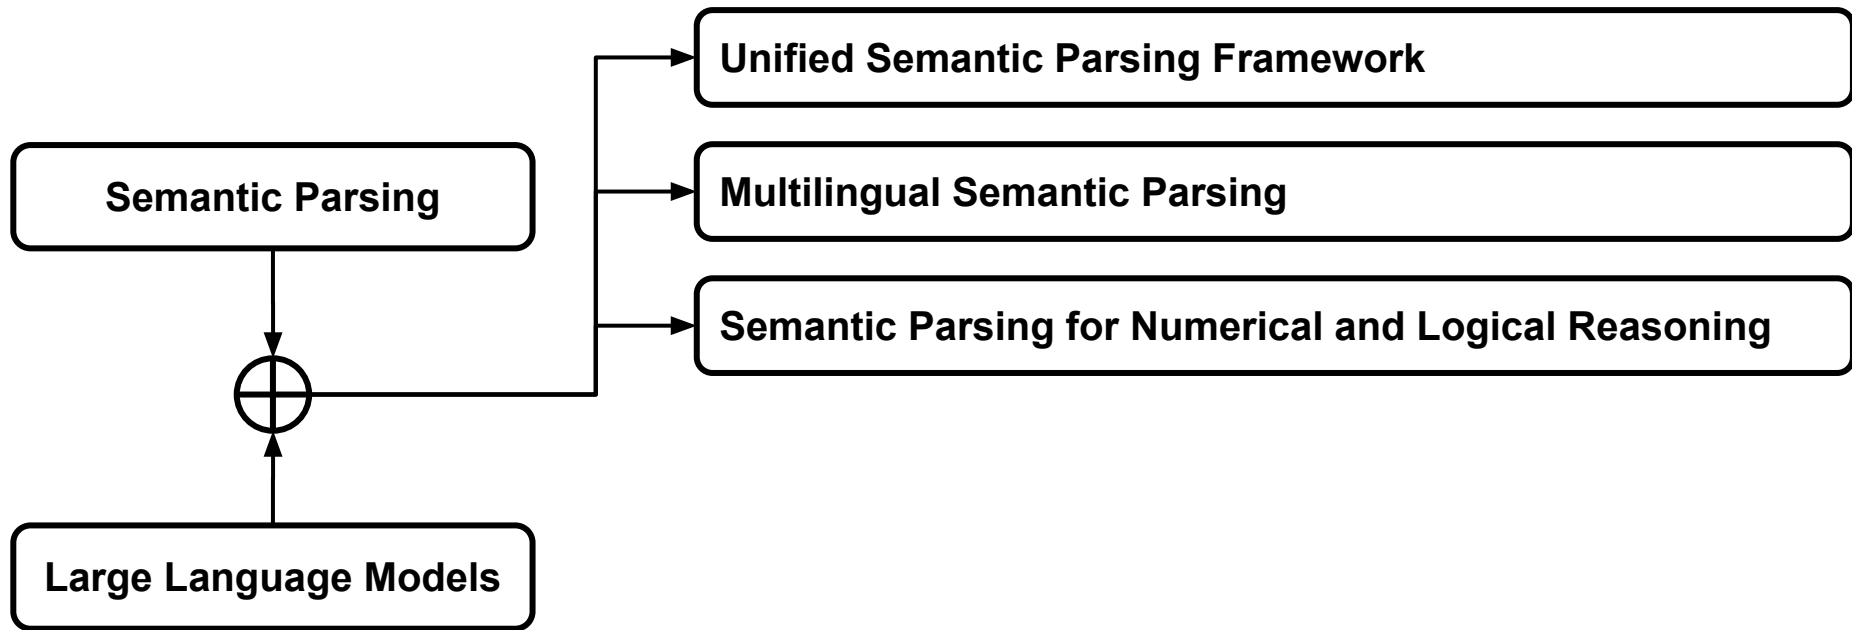 Unified Semantic Parsing Framework
Semantic Parsing
Multilingual Semantic Parsing
Semantic Parsing for Numerical and Logical Reasoning
Large Language Models